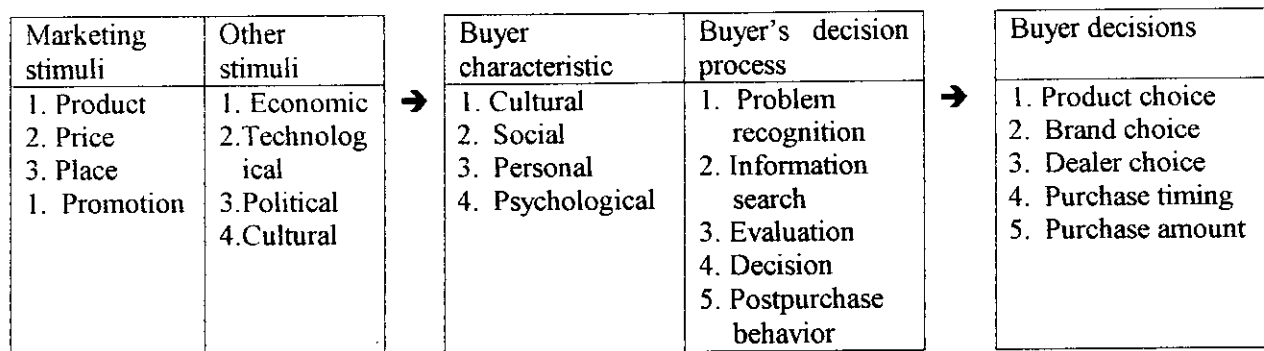 Marketing
stimuli
1. Product
2. Price
3. Place
1. Promotion
Other
stimuli
1. Economic
2.Technolog
ical
3.Political
4.Cultural
➔
Buyer
characteristic
1. Cultural
2. Social
3. Personal
4. Psychological
Buyer's decision
process
1. Problem
recognition
2. Information
search
3. Evaluation
4. Decision
5. Postpurchase
behavior
➔
Buyer decisions
1. Product choice
2. Brand choice
3. Dealer choice
4. Purchase timing
5. Purchase amount